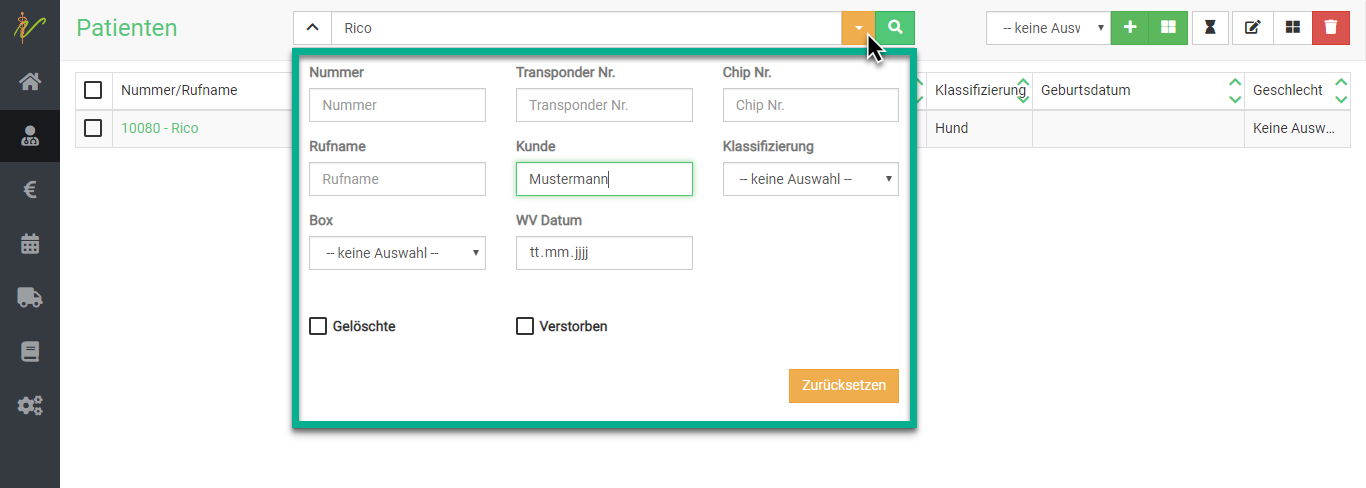 Patienten
Rico
-- keine Ausw
Nummer/Rufname
Klassifizierung
Geburtsdatum
Geschlecht
10080 - Rico
Hund
Keine Ausw...
Nummer
Transponder Nr.
Chip Nr.
Nummer
Transponder Nr.
Chip Nr.
Rufname
Kunde
Klassifizierung
Rufname
Mustermann
-- keine Auswahl --
Box
WV Datum
-- keine Auswahl --
tt.mm.jjjj
Gelöschte
Verstorben
Zurücksetzen